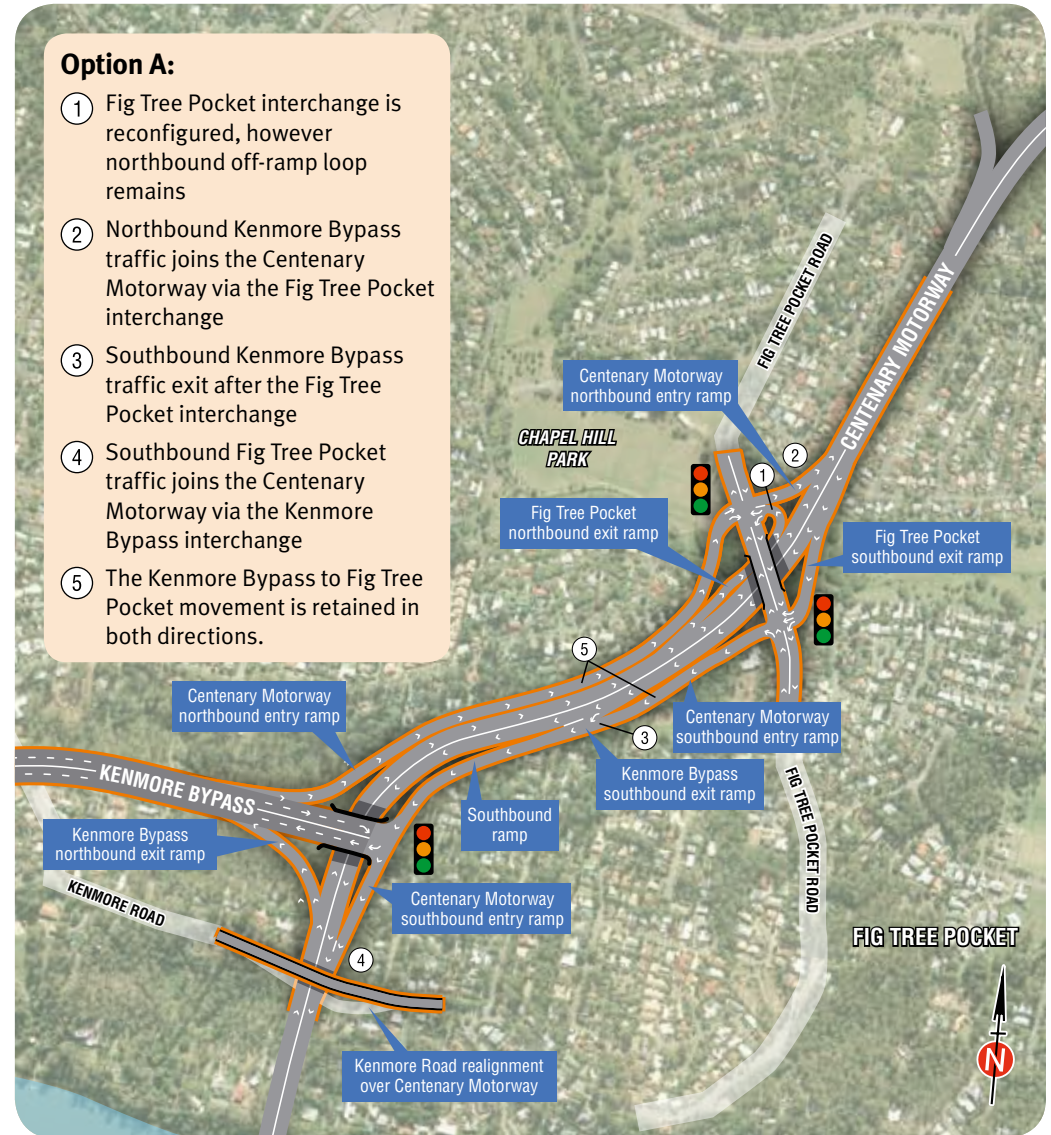 Option A:
1 Fig Tree Pocket interchange is
reconfigured, however
northbound off-ramp loop
remains
2 Northbound Kenmore Bypass
traffic joins the Centenary
Motorway via the Fig Tree Pocket
interchange
3 Southbound Kenmore Bypass
traffic exit after the Fig Tree
Pocket interchange
4 Southbound Fig Tree Pocket
traffic joins the Centenary
Motorway via the Kenmore
Bypass interchange
5 The Kenmore Bypass to Fig Tree
Pocket movement is retained in
both directions.
FIG TREE POCKET ROAD
CENTENARY MOTORWAY
Centenary Motorway
northbound entry ramp
CHAPEL HILL
PARK
2
1
Fig Tree Pocket
northbound exit ramp
Fig Tree Pocket
southbound exit ramp
5
Centenary Motorway
northbound entry ramp
Centenary Motorway
southbound entry ramp
3
KENMORE BYPASS
Kenmore Bypass
southbound exit ramp
Southbound
ramp
Kenmore Bypass
northbound exit ramp
FIG TREE POCKET ROAD
KENMORE ROAD
Centenary Motorway
southbound entry ramp
FIG TREE POCKET
4
Kenmore Road realignment
over Centenary Motorway
N